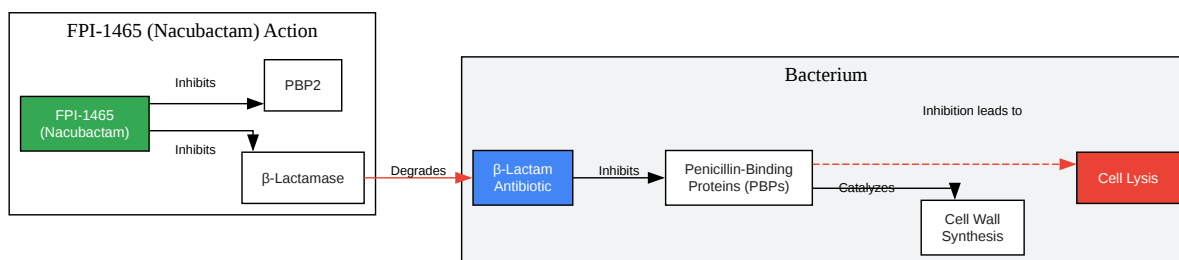 FPI-1465 (Nacubactam) Action
Inhibits
PBP2
FPI-1465
(Nacubactam)
Inhibits
β-Lactamase
Degrades
Bacterium
Inhibition leads to
β-Lactam
Antibiotic
Inhibits
Penicillin-Binding
Proteins (PBPs)
Catalyzes
Cell Lysis
Cell Wall
Synthesis